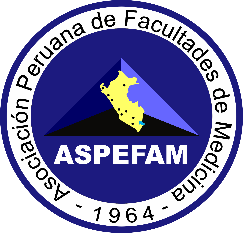 Asociación Peruana de Facultades de Medicina
ASPEFAM
- 1964 -